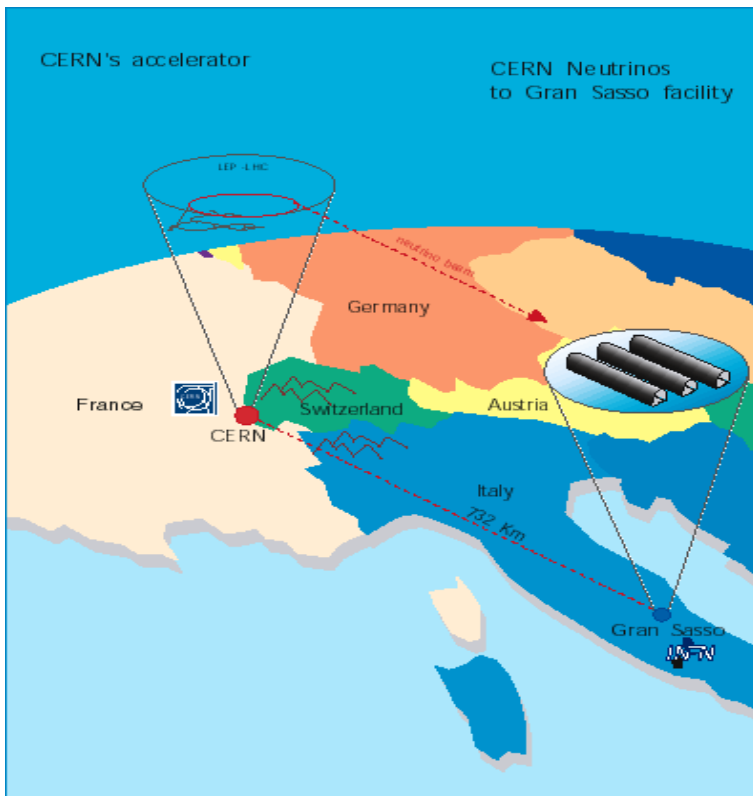 CERN's accelerator
CERN Neutrinos
to Gran Sasso facility
LEP-LHC
neutrino beam
Germany
France
CERN
Switzerland
Austria
CERN
Italy
732 Km
Gran Sasso
INFN